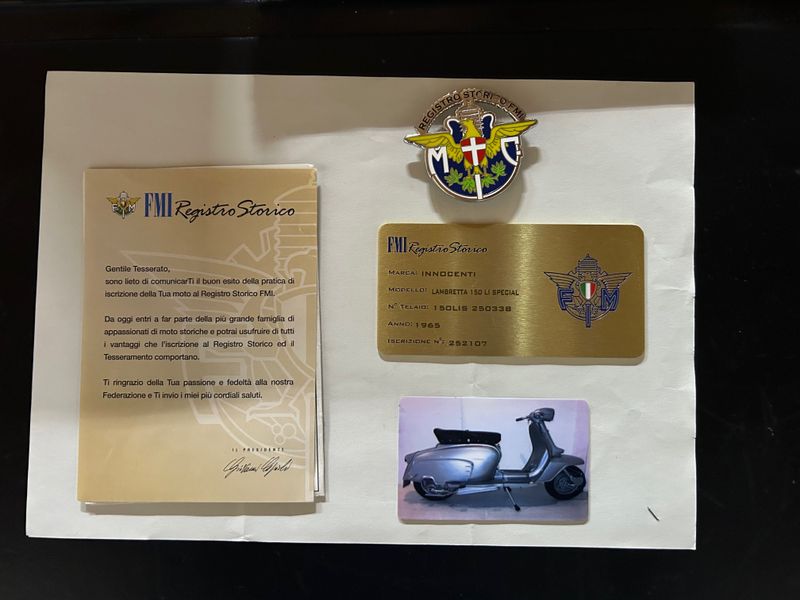 REGISTRO STORICO FMI
M C
FMI Registro Storico
F M
Gentile Tesserato,
sono lieto di comunicarTi il buon esito della pratica di
iscrizione della Tua moto al Registro Storico FMI.
Da oggi entri a far parte della più grande famiglia di
appassionati di moto storiche e potrai usufruire di tutti
i vantaggi che l'iscrizione al Registro Storico ed il
Tesseramento comportano.
Ti ringrazio della Tua passione e fedeltà alla nostra
Federazione e Ti invio i miei più cordiali saluti.
IL PRESIDENTE
FMI Registro Storico
Marca: INNOCENTI
Modello: LAMBRETTA 150 LI SPECIAL
N° Telaio: 150LIS 250338
Anno: 1965
Iscrizione N°: 252107
F M